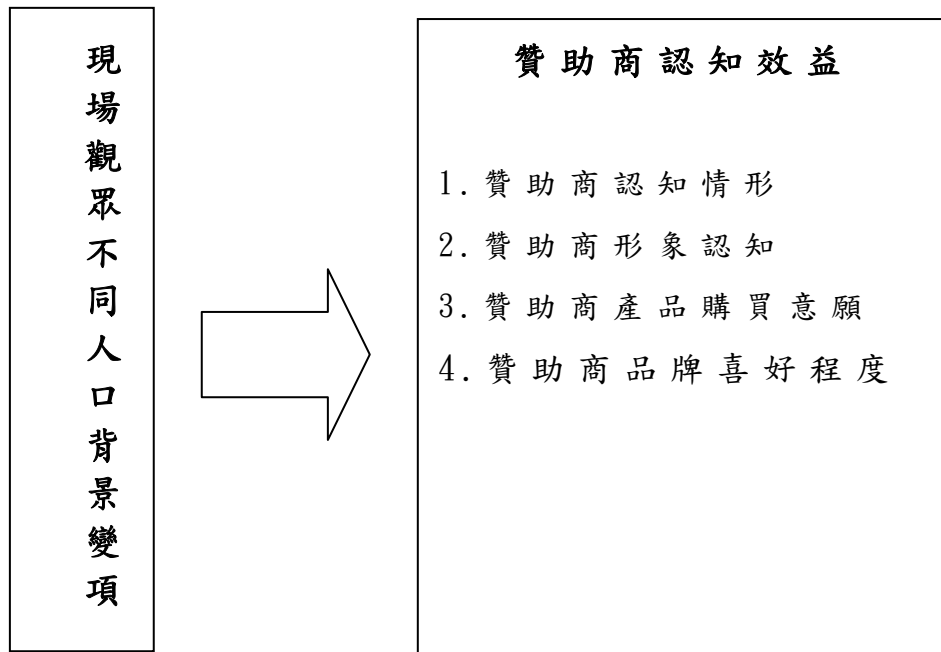 現場觀眾不同人口背景變項
贊助商認知效益
1.贊助商認知情形
2.贊助商形象認知
3.贊助商產品購買意願
4.贊助商品牌喜好程度